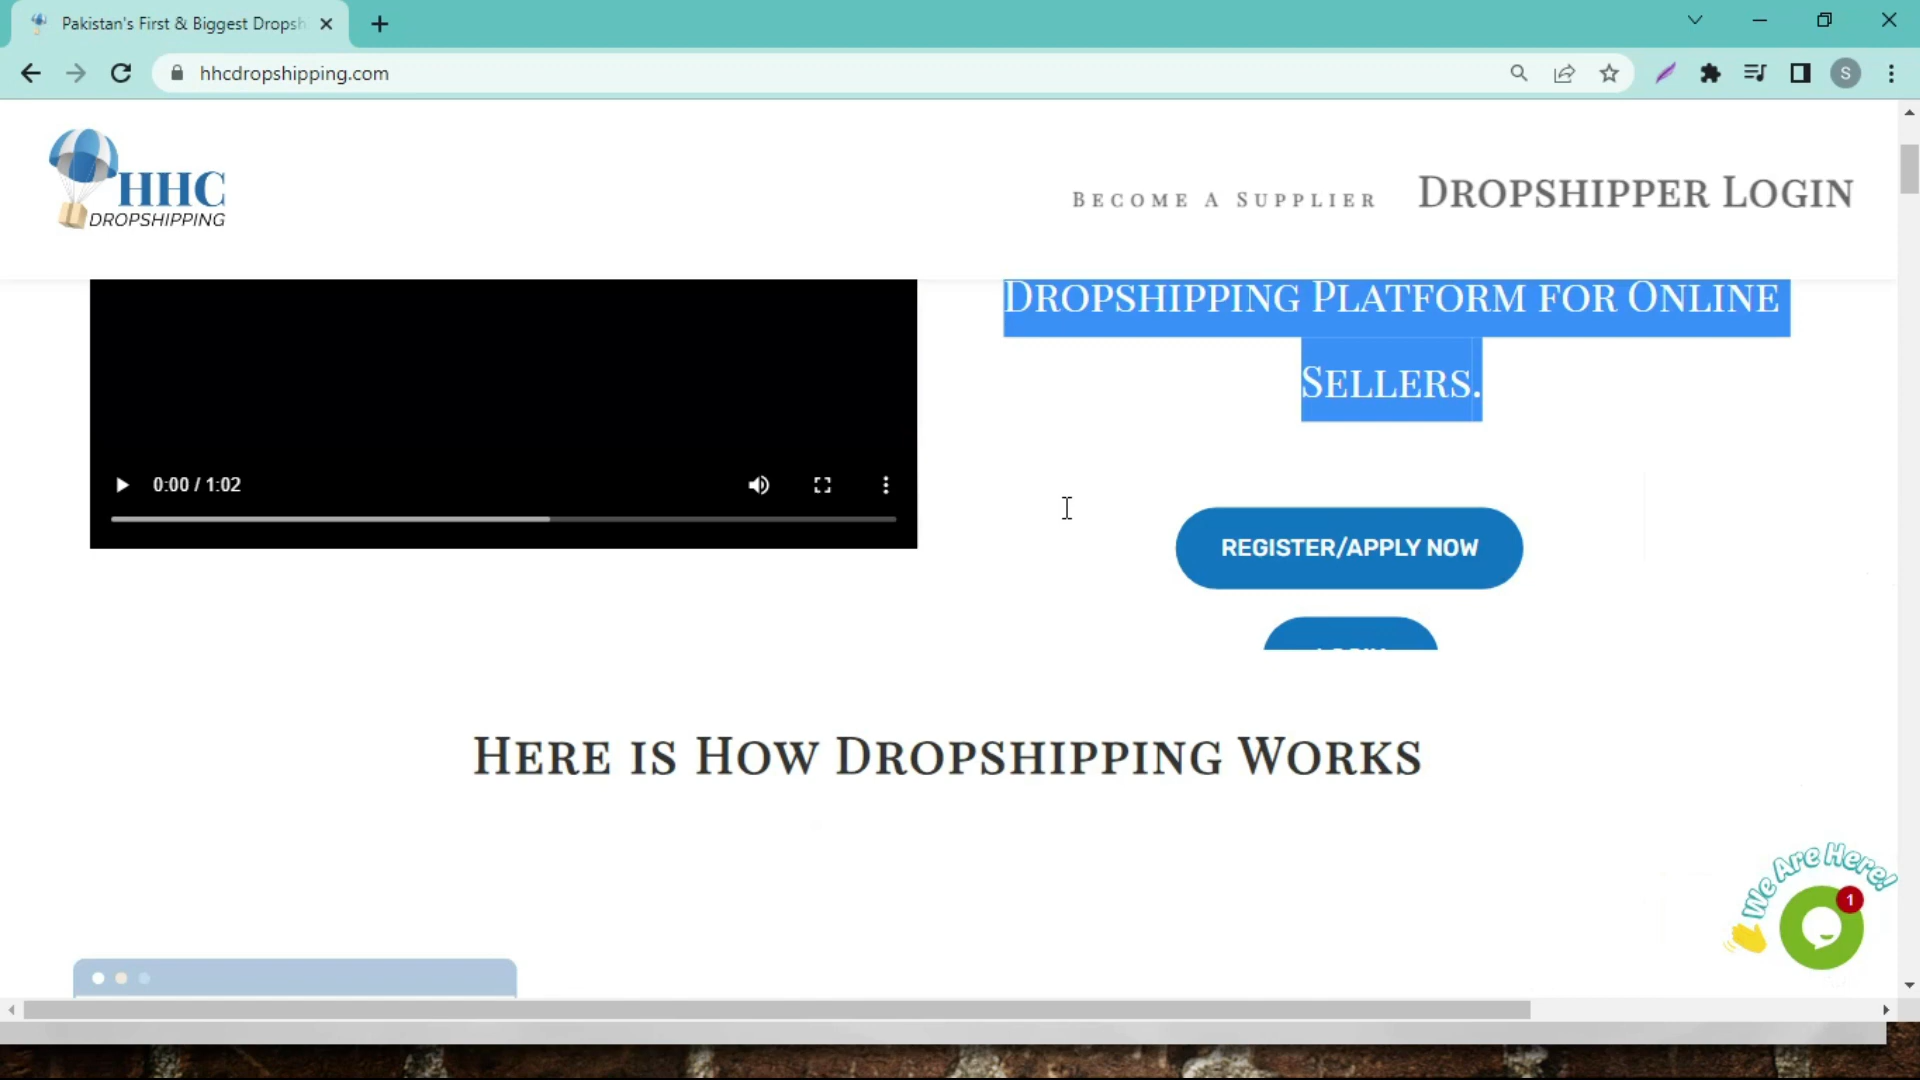 Pakistan's First & Biggest Dropsh
hhcdropshipping.com
S
HHC
DROPSHIPPING
Become A Supplier
Dropshipper Login
Dropshipping Platform for Online
Sellers.
0:00 / 1:02
REGISTER/APPLY NOW
Here is How Dropshipping Works
We Are Here!
1